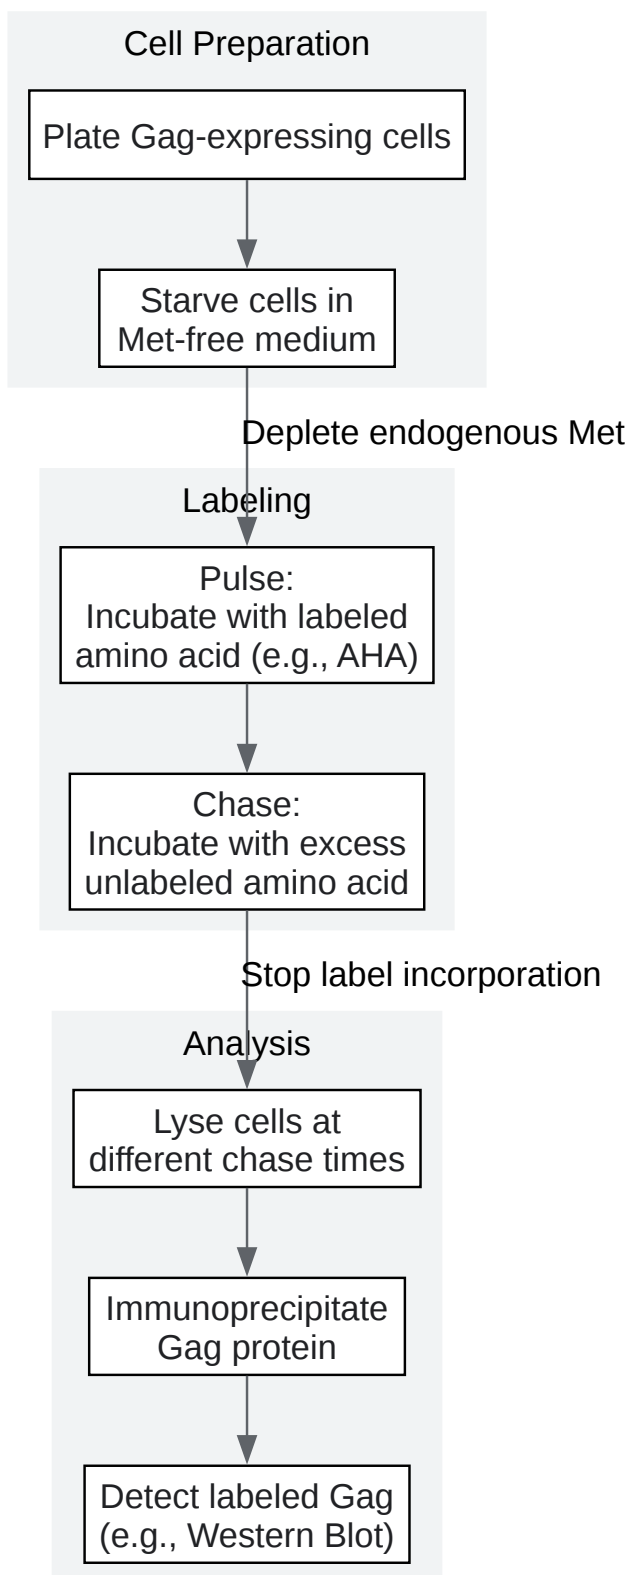 Cell Preparation
Plate Gag-expressing cells
Starve cells in
Met-free medium
Deplete endogenous Met
Labeling
Pulse:
Incubate with labeled
amino acid (e.g., AHA)
Chase:
Incubate with excess
unlabeled amino acid
Stop label incorporation
Analysis
Lyse cells at
different chase times
Immunoprecipitate
Gag protein
Detect labeled Gag
(e.g., Western Blot)